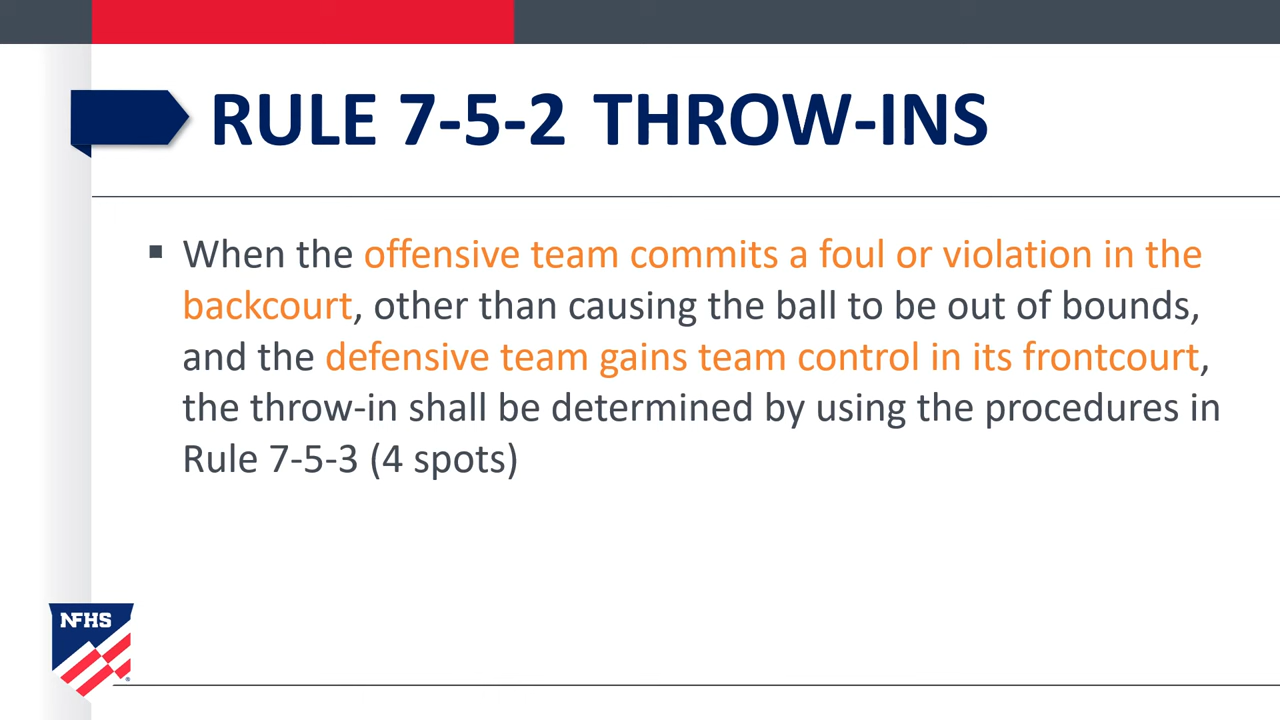 RULE 7-5-2 THROW-INS
▪ When the offensive team commits a foul or violation in the
backcourt, other than causing the ball to be out of bounds,
and the defensive team gains team control in its frontcourt,
the throw-in shall be determined by using the procedures in
Rule 7-5-3 (4 spots)
NFHS
®